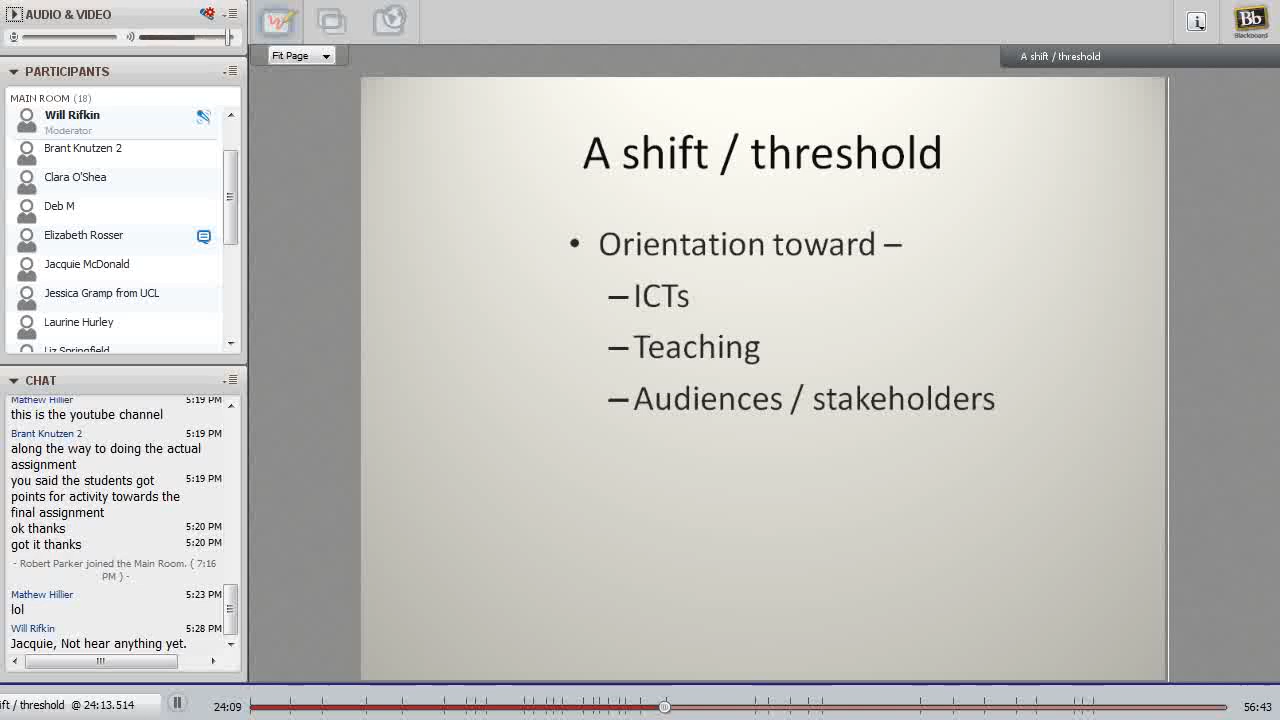 AUDIO & VIDEO
PARTICIPANTS
MAIN ROOM (18)
Will Rifkin
Moderator
Brant Knutzen 2
Clara O'Shea
Deb M
Elizabeth Rosser
Jacquie McDonald
Jessica Gramp from UCL
Laurine Hurley
Liz Springfield
CHAT
Mathew Hillier 5:19 PM
this is the youtube channel
Brant Knutzen 2 5:19 PM
along the way to doing the actual
assignment
you said the students got 5:19 PM
points for activity towards the
final assignment
ok thanks 5:20 PM
got it thanks 5:20 PM
- Robert Parker joined the Main Room. ( 7:16
PM ) -
Mathew Hillier 5:23 PM
lol
Will Rifkin 5:28 PM
Jacquie, Not hear anything yet.
Fit Page
Bb
Blackboard
A shift / threshold
A shift / threshold
• Orientation toward –
– ICTs
– Teaching
– Audiences / stakeholders
ift / threshold @ 24:13.514
24:09
56:43